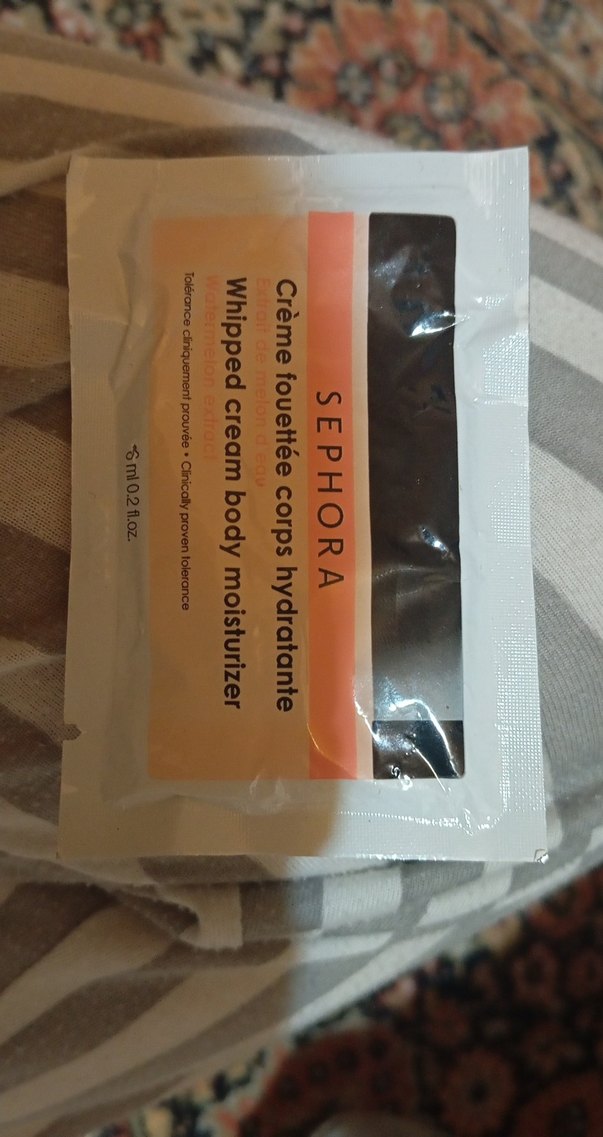 SEPHORA
Crème fouettée corps hydratante
Extrait de melon d'eau
Whipped cream body moisturizer
Watermelon extract
Tolérance cliniquement prouvée • Clinically proven tolerance
6 ml 0.2 fl.oz.